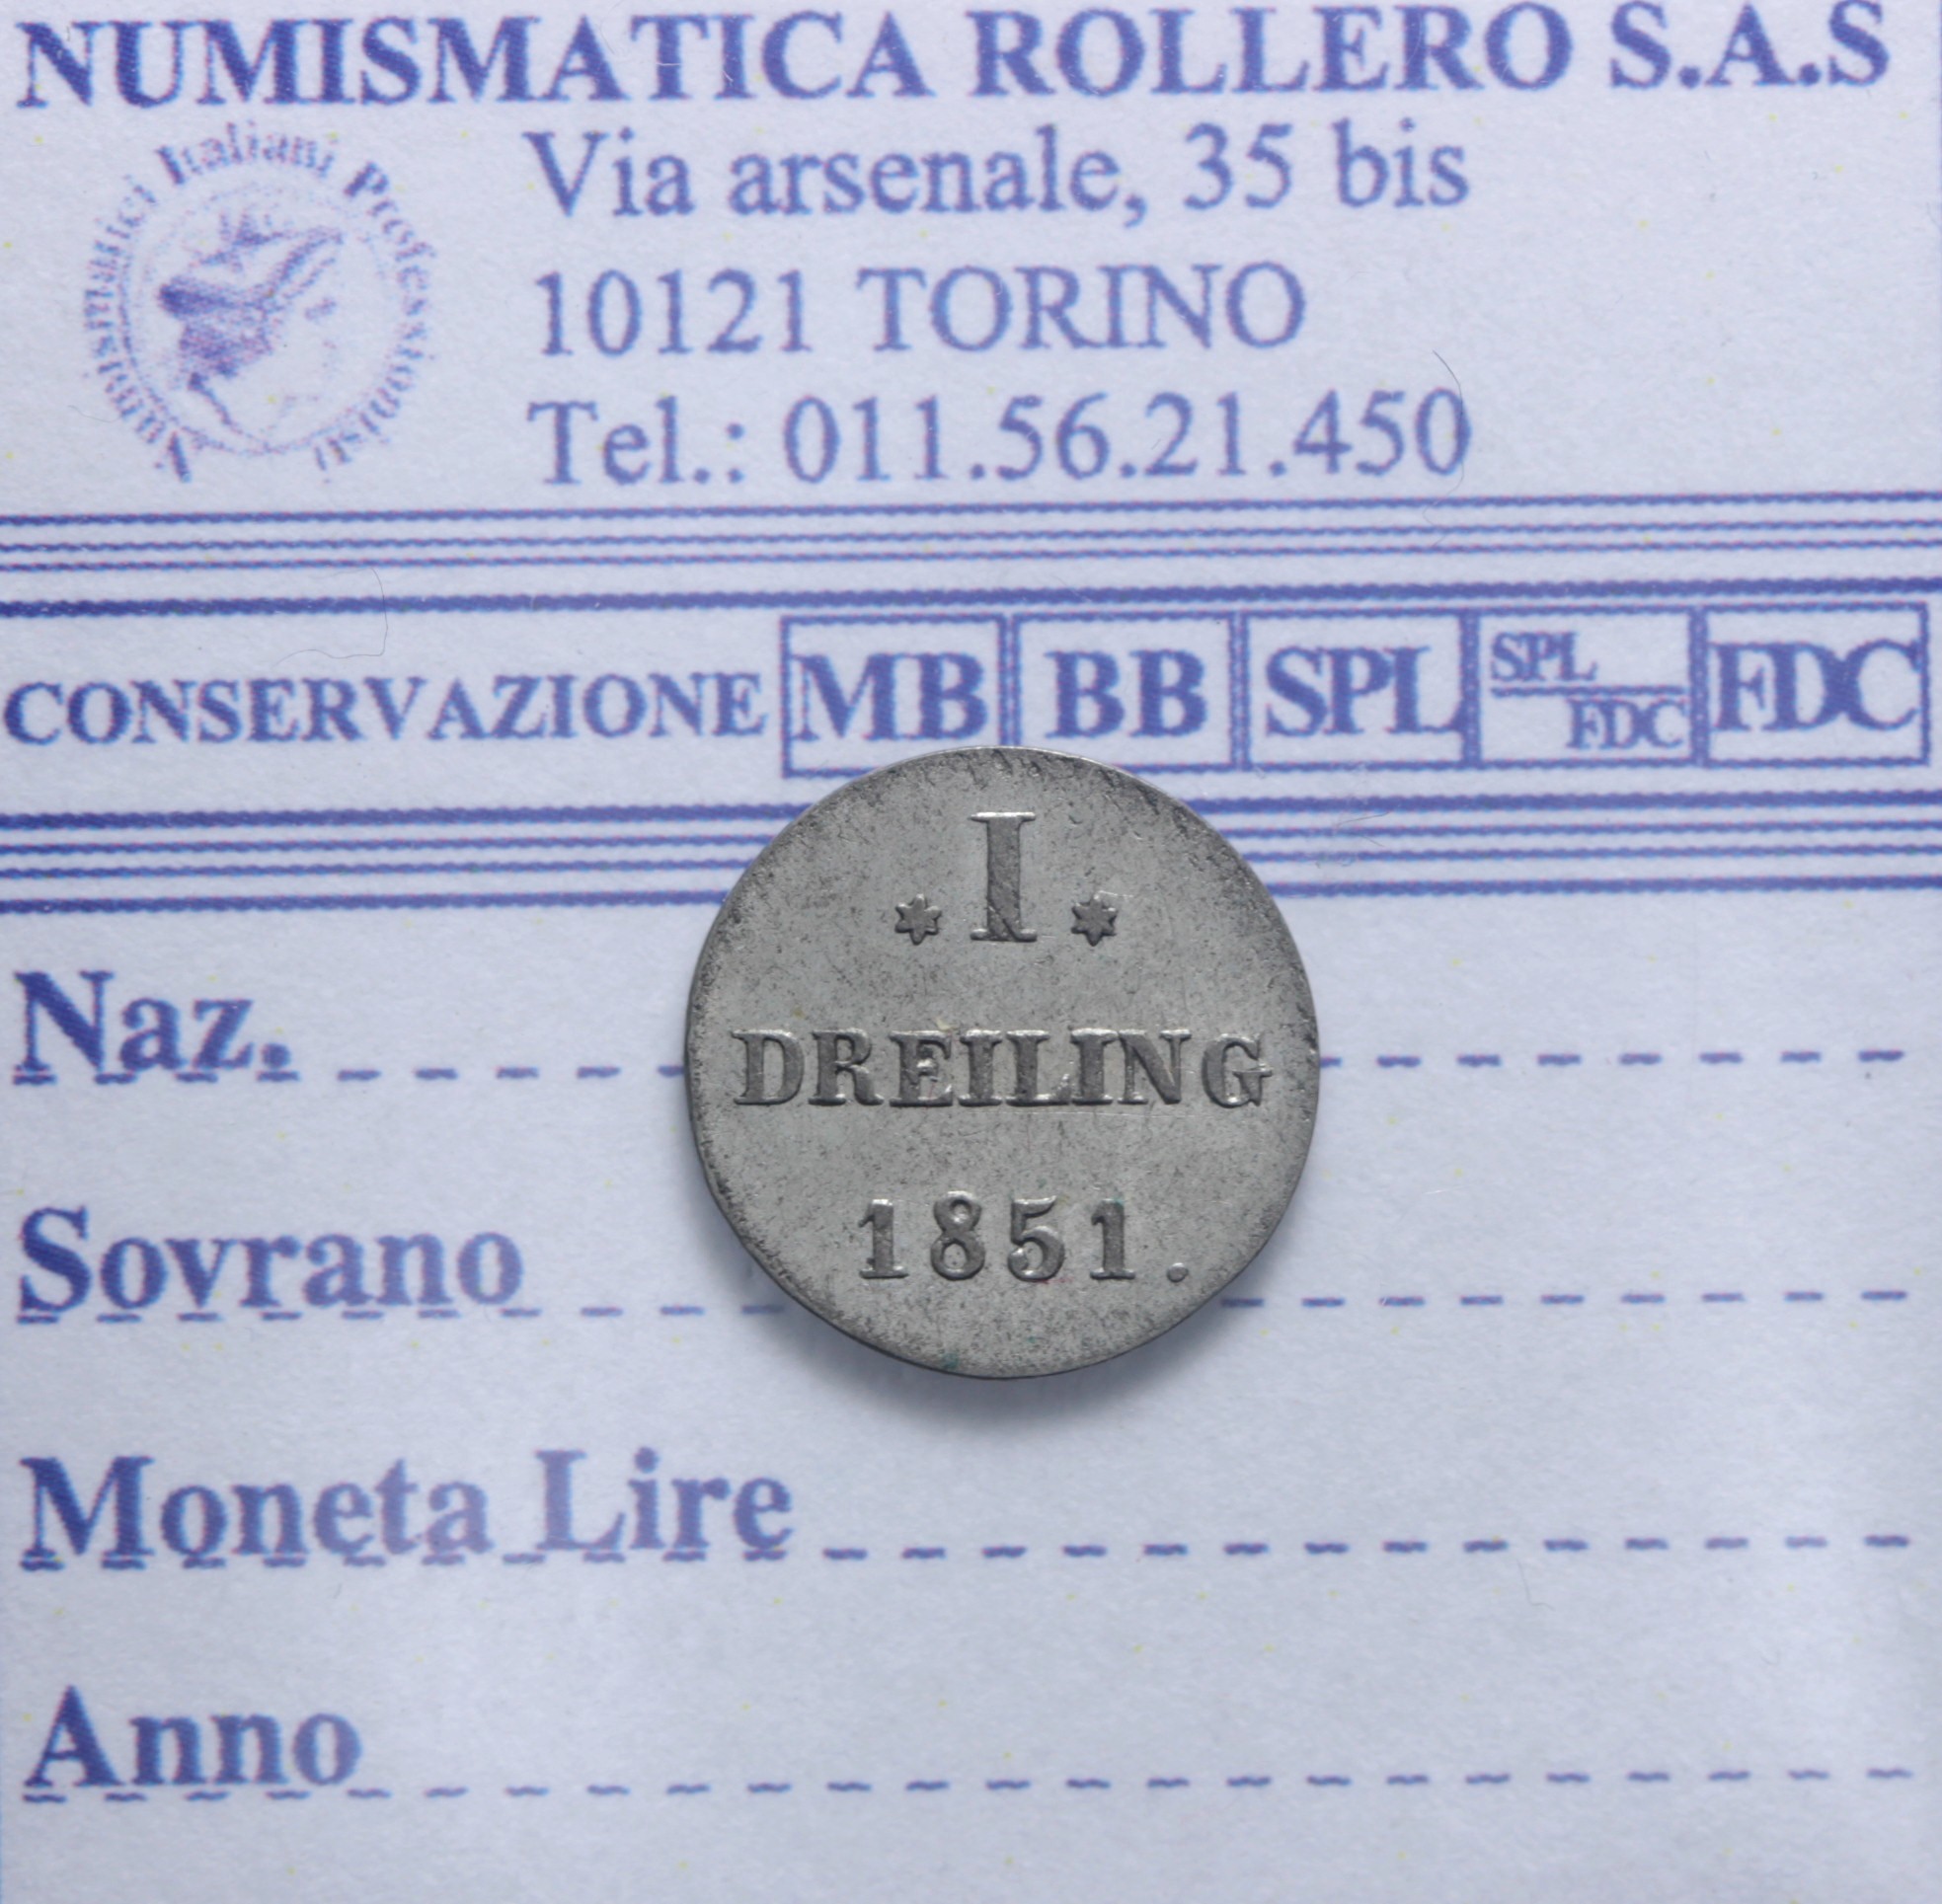 NUMISMATICA ROLLERO S.A.S
Numismatici Italiani Professionisti
Via arsenale, 35 bis
10121 TORINO
Tel.: 011.56.21.450
CONSERVAZIONE MB BB SPL SPL/FDC FDC
I
DREILING
1851.
Naz.
Sovrano
Moneta Lire
Anno